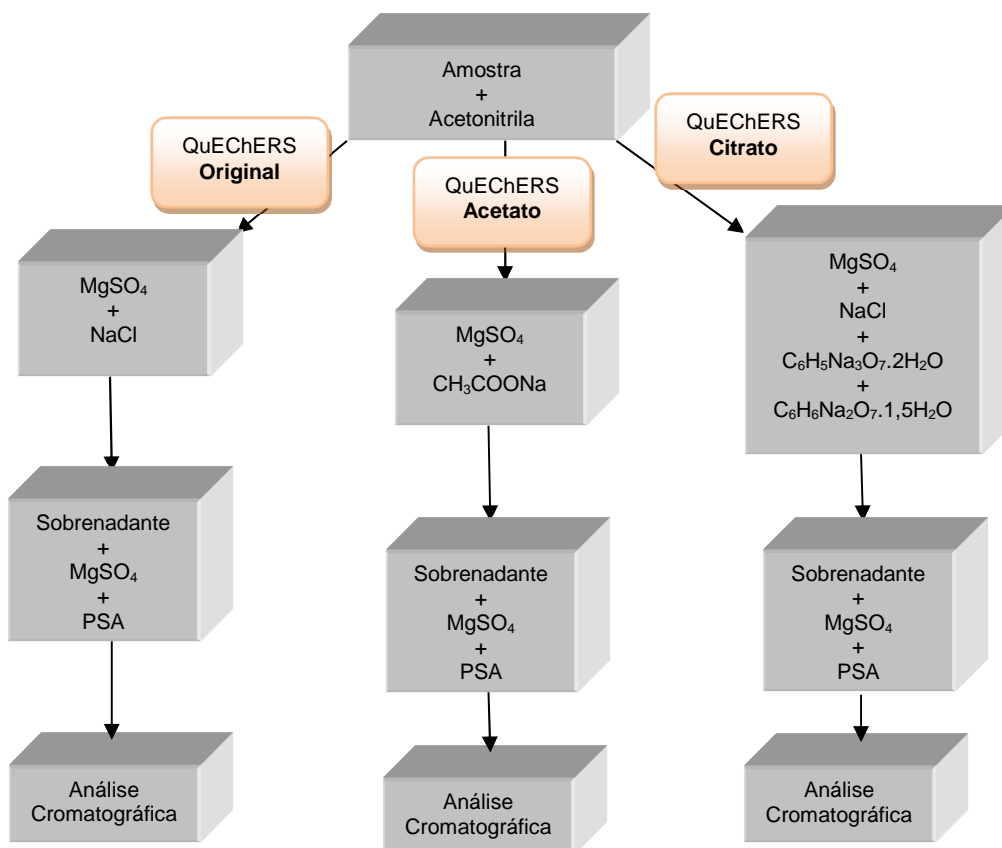 Amostra
+
Acetonitrila
QuEChERS
Original
QuEChERS
Acetato
QuEChERS
Citrato
MgSO₄
+
NaCl
MgSO₄
+
CH₃COONa
MgSO₄
+
NaCl
+
C₆H₅Na₃O₇.2H₂O
+
C₆H₆Na₂O₇.1,5H₂O
Sobrenadante
+
MgSO₄
+
PSA
Sobrenadante
+
MgSO₄
+
PSA
Sobrenadante
+
MgSO₄
+
PSA
Análise
Cromatográfica
Análise
Cromatográfica
Análise
Cromatográfica